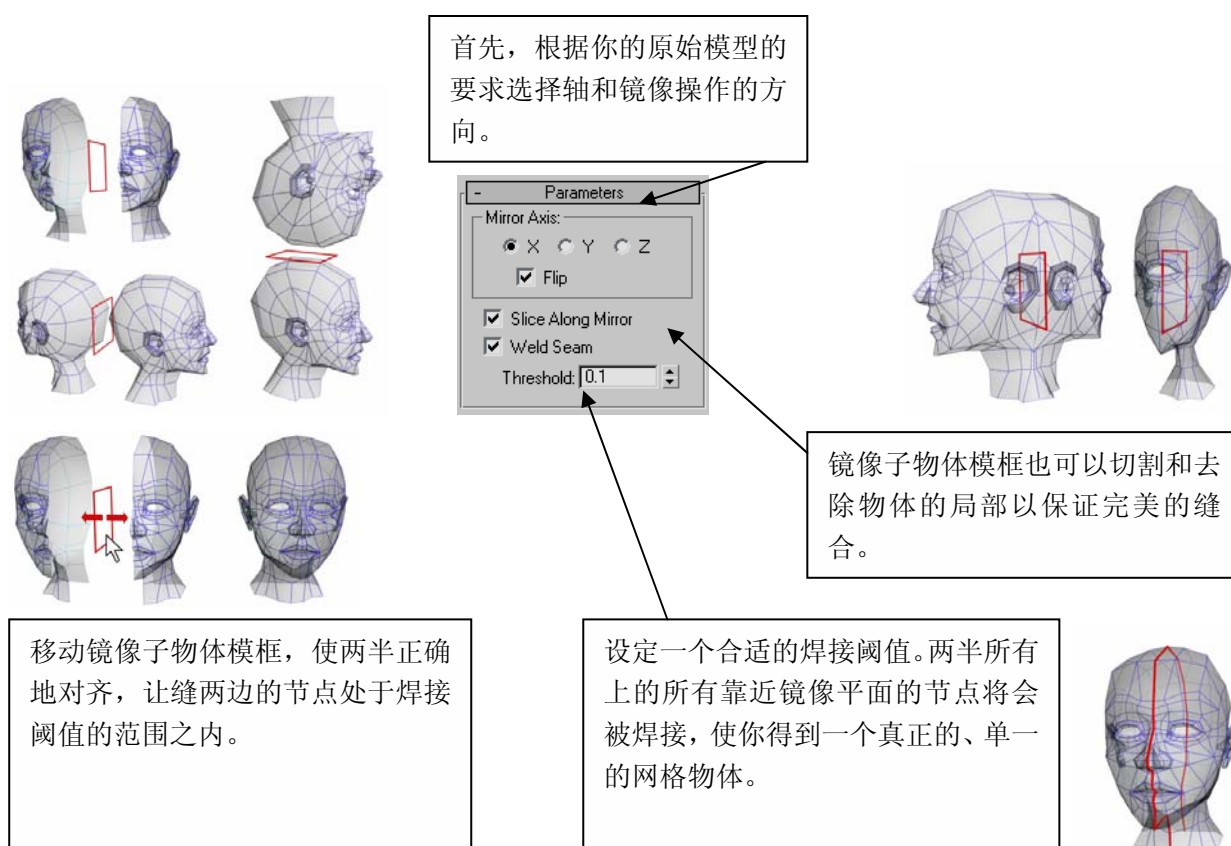 首先，根据你的原始模型的
要求选择轴和镜像操作的方
向。
- Parameters
Mirror Axis:
X Y Z
Flip
Slice Along Mirror
Weld Seam
Threshold: 0.1
镜像子物体模框也可以切割和去
除物体的局部以保证完美的缝
合。
移动镜像子物体模框，使两半正确
地对齐，让缝两边的节点处于焊接
阈值的范围之内。
设定一个合适的焊接阈值。两半所有
上的所有靠近镜像平面的节点将会
被焊接，使你得到一个真正的、单一
的网格物体。